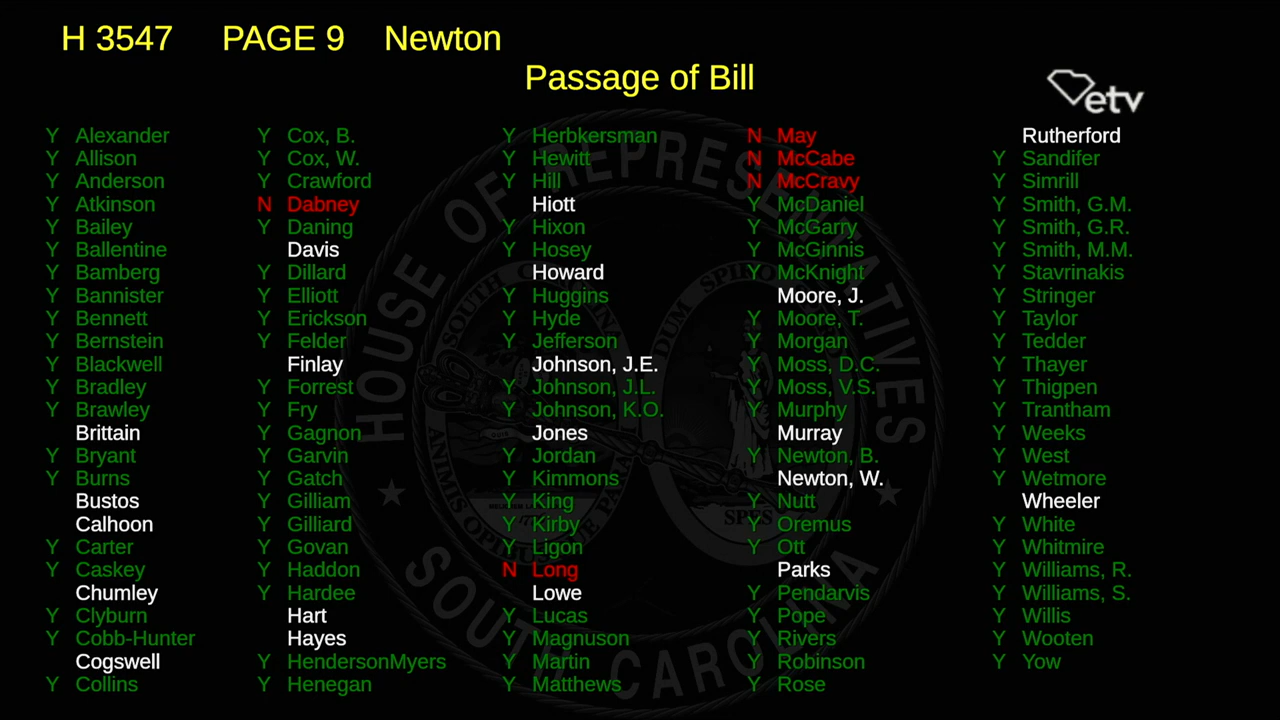 H 3547 PAGE 9 Newton
Passage of Bill
etv
Y Alexander
Y Allison
Y Anderson
Y Atkinson
Y Bailey
Y Ballentine
Y Bamberg
Y Bannister
Y Bennett
Y Bernstein
Y Blackwell
Y Bradley
Y Brawley
Brittain
Y Bryant
Y Burns
Bustos
Calhoon
Y Carter
Y Caskey
Chumley
Y Clyburn
Y Cobb-Hunter
Cogswell
Y Collins
Y Cox, B.
Y Cox, W.
Y Crawford
N Dabney
Y Daning
Davis
Y Dillard
Y Elliott
Y Erickson
Y Felder
Finlay
Y Forrest
Y Fry
Y Gagnon
Y Garvin
Y Gatch
Y Gilliam
Y Gilliard
Y Govan
Y Haddon
Y Hardee
Hart
Hayes
Y HendersonMyers
Y Henegan
Y Herbkersman
Y Hewitt
Y Hill
Hiott
Y Hixon
Y Hosey
Howard
Y Huggins
Y Hyde
Y Jefferson
Johnson, J.E.
Y Johnson, J.L.
Y Johnson, K.O.
Jones
Y Jordan
Y Kimmons
Y King
Y Kirby
Y Ligon
N Long
Lowe
Y Lucas
Y Magnuson
Y Martin
Y Matthews
N May
N McCabe
N McCravy
Y McDaniel
Y McGarry
Y McGinnis
Y McKnight
Moore, J.
Y Moore, T.
Y Morgan
Y Moss, D.C.
Y Moss, V.S.
Y Murphy
Murray
Y Newton, B.
Newton, W.
Y Nutt
Y Oremus
Y Ott
Parks
Y Pendarvis
Y Pope
Y Rivers
Y Robinson
Y Rose
Rutherford
Y Sandifer
Y Simrill
Y Smith, G.M.
Y Smith, G.R.
Y Smith, M.M.
Y Stavrinakis
Y Stringer
Y Taylor
Y Tedder
Y Thayer
Y Thigpen
Y Trantham
Y Weeks
Y West
Y Wetmore
Wheeler
Y White
Y Whitmire
Y Williams, R.
Y Williams, S.
Y Willis
Y Wooten
Y Yow
HOUSE OF REPRESENTATIVES
SOUTH CAROLINA
SPES